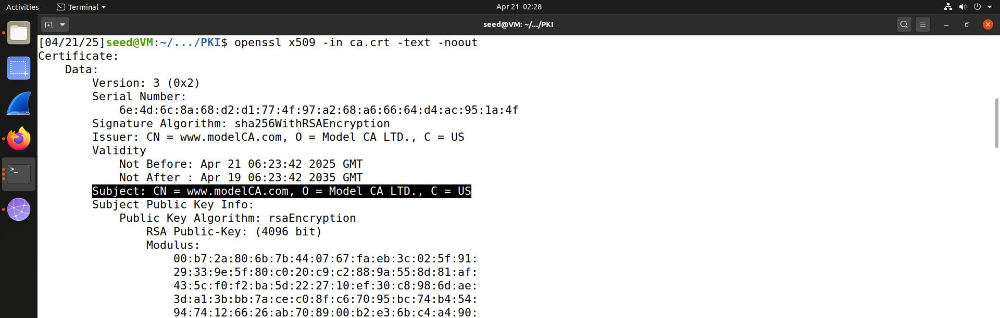 Activities Terminal Apr 21 02:28
seed@VM: ~/.../PKI
[04/21/25]seed@VM:~/.../PKI$ openssl x509 -in ca.crt -text -noout
Certificate:
    Data:
        Version: 3 (0x2)
        Serial Number:
            6e:4d:6c:8a:68:d2:d1:77:4f:97:a2:68:a6:66:64:d4:ac:95:1a:4f
        Signature Algorithm: sha256WithRSAEncryption
        Issuer: CN = www.modelCA.com, O = Model CA LTD., C = US
        Validity
            Not Before: Apr 21 06:23:42 2025 GMT
            Not After : Apr 19 06:23:42 2035 GMT
        Subject: CN = www.modelCA.com, O = Model CA LTD., C = US
        Subject Public Key Info:
            Public Key Algorithm: rsaEncryption
                RSA Public-Key: (4096 bit)
                Modulus:
                    00:b7:2a:80:6b:7b:44:07:67:fa:eb:3c:02:5f:91:
                    29:33:9e:5f:80:c0:20:c9:c2:88:9a:55:8d:81:af:
                    43:5c:f0:f2:ba:5d:22:27:10:ef:30:c8:98:6d:ae:
                    3d:a1:3b:bb:7a:ce:c0:8f:c6:70:95:bc:74:b4:54:
                    94:74:12:66:26:ab:70:89:00:b2:e3:6b:c4:a4:90: